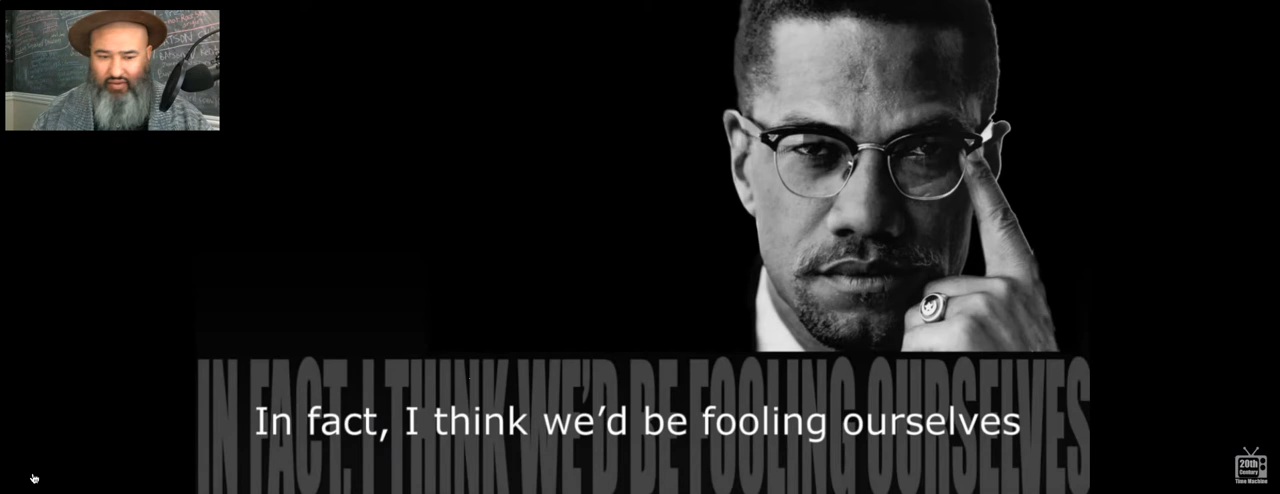 IN FACT, I THINK WE'D BE FOOLING OURSELVES
In fact, I think we'd be fooling ourselves
20th
Century
Time Machine